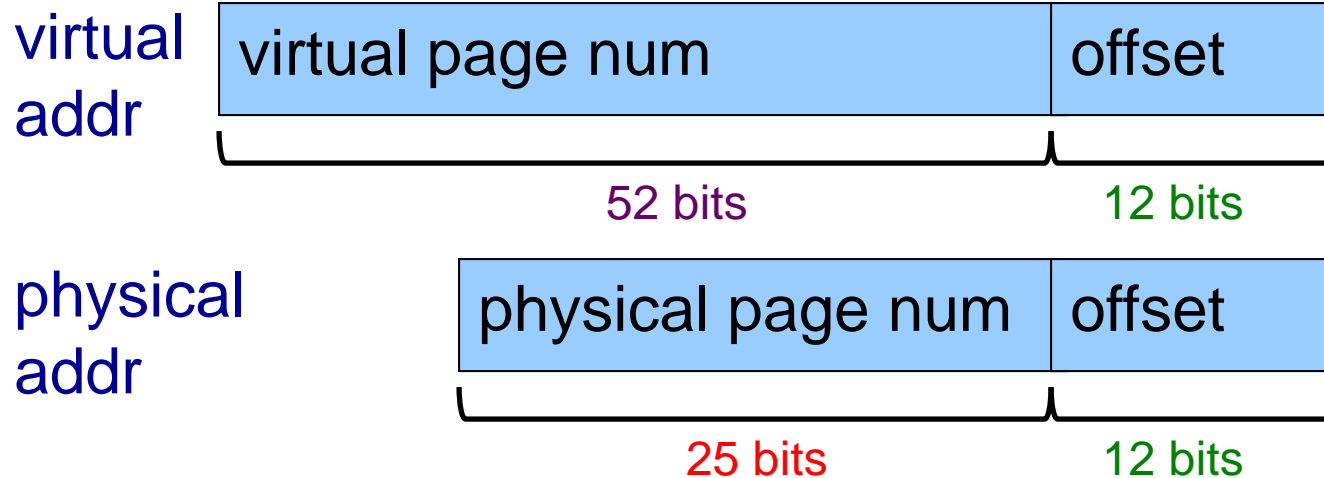 virtual
addr
virtual page num
offset
52 bits
12 bits
physical
addr
physical page num
offset
25 bits
12 bits